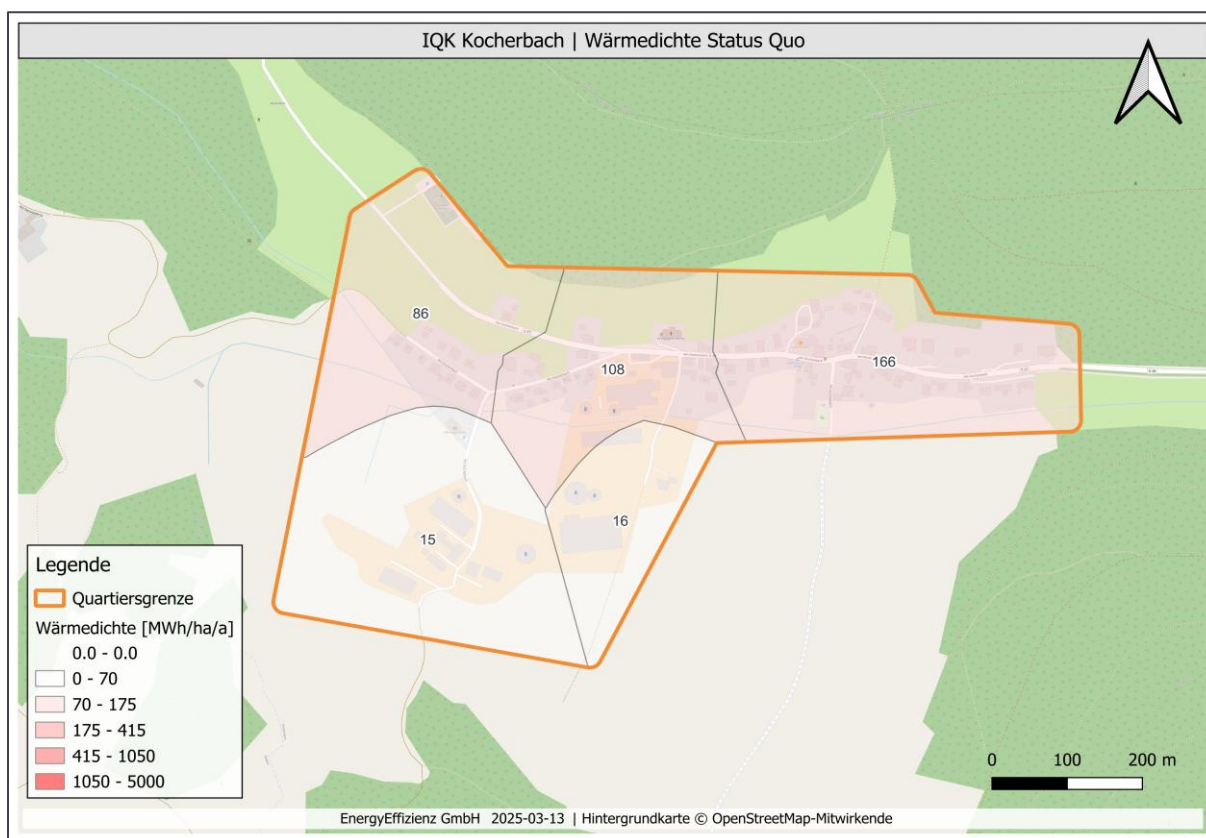 IQK Kocherbach | Wärmedichte Status Quo
86
108
166
15
16
Legende
Quartiersgrenze
Wärmedichte [MWh/ha/a]
0.0 - 0.0
0 - 70
70 - 175
175 - 415
415 - 1050
1050 - 5000
0 100 200 m
EnergyEffizienz GmbH 2025-03-13 | Hintergrundkarte © OpenStreetMap-Mitwirkende